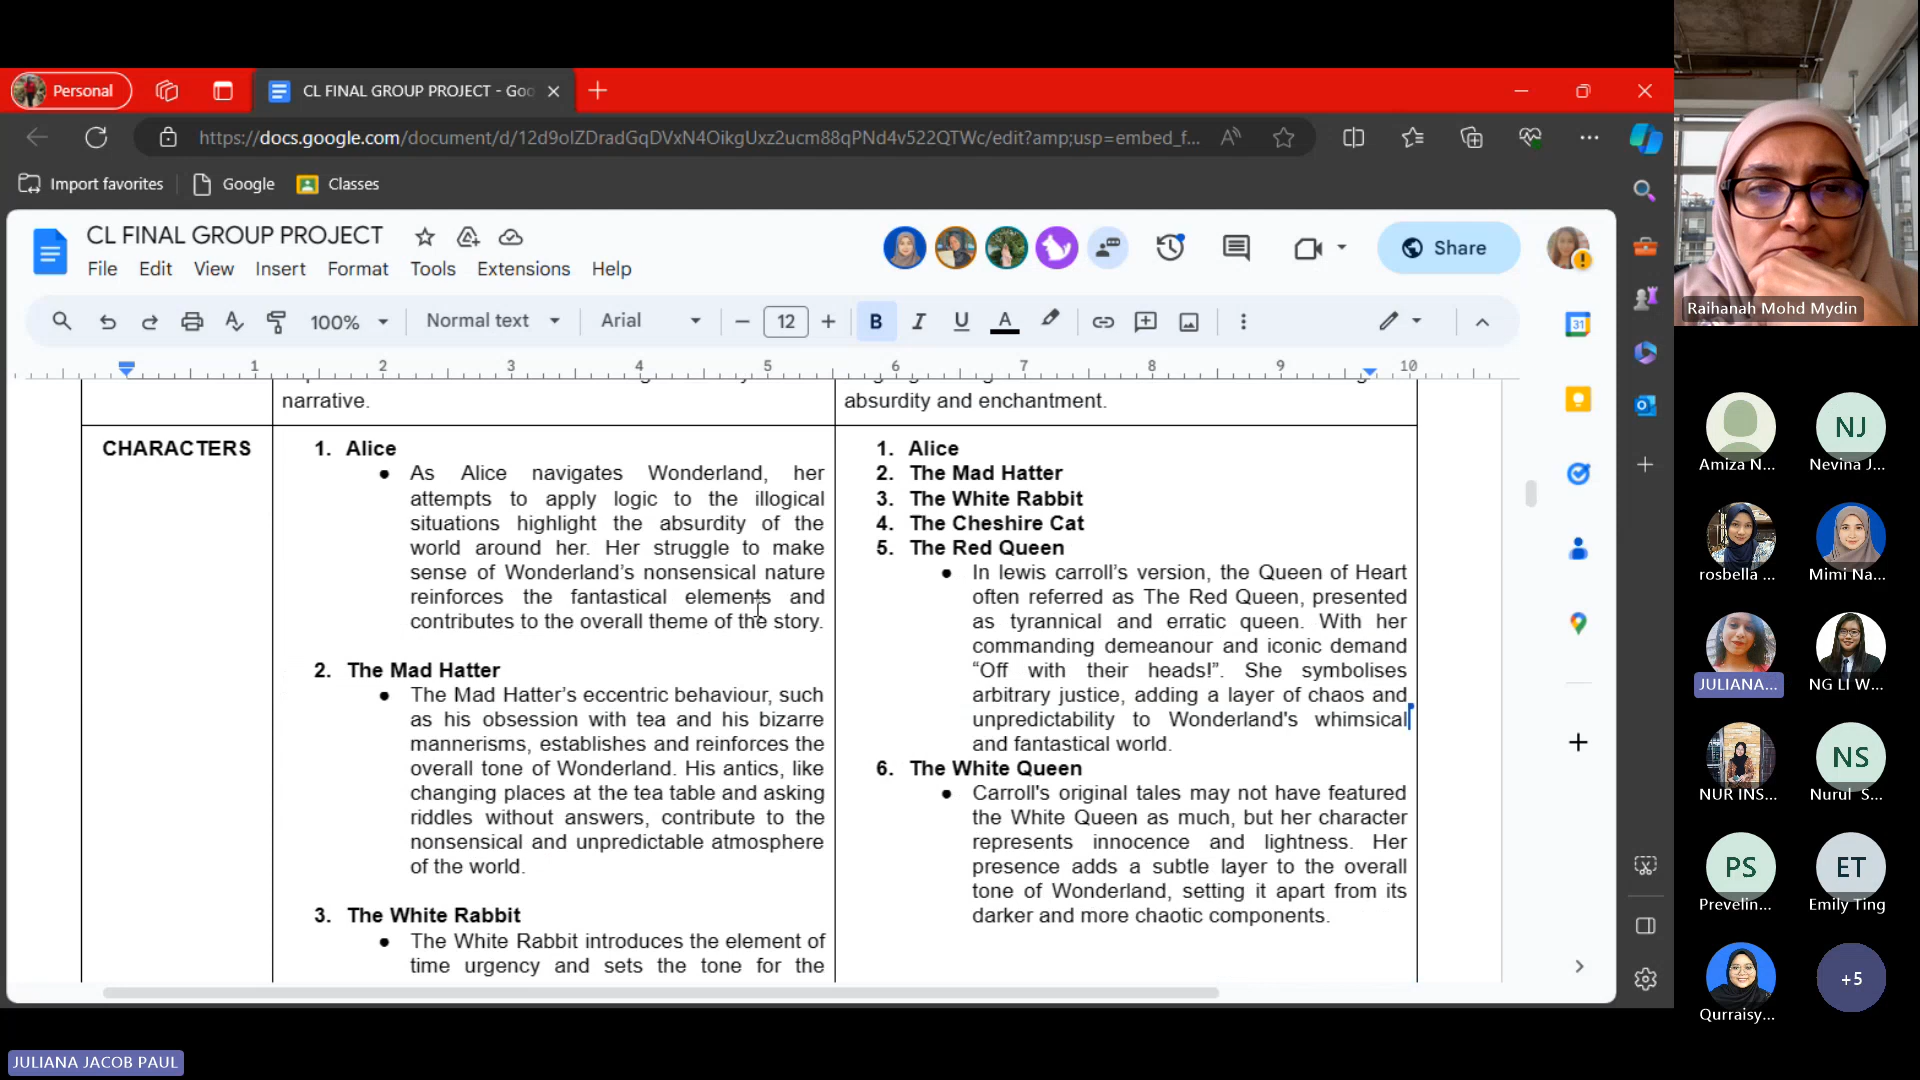 Personal
CL FINAL GROUP PROJECT - Goo
https://docs.google.com/document/d/12d9olZDradGqDVxN4OikgUxz2ucm88qPNd4v522QTWc/edit?amp;usp=embed_f...
Import favorites
Google
Classes
CL FINAL GROUP PROJECT
File Edit View Insert Format Tools Extensions Help
Share
100% Normal text Arial 12 B I U A
1 2 3 4 5 6 7 8 9 10
narrative.
absurdity and enchantment.
CHARACTERS
1. Alice
● As Alice navigates Wonderland, her
attempts to apply logic to the illogical
situations highlight the absurdity of the
world around her. Her struggle to make
sense of Wonderland’s nonsensical nature
reinforces the fantastical elements and
contributes to the overall theme of the story.
2. The Mad Hatter
● The Mad Hatter’s eccentric behaviour, such
as his obsession with tea and his bizarre
mannerisms, establishes and reinforces the
overall tone of Wonderland. His antics, like
changing places at the tea table and asking
riddles without answers, contribute to the
nonsensical and unpredictable atmosphere
of the world.
3. The White Rabbit
● The White Rabbit introduces the element of
time urgency and sets the tone for the
1. Alice
2. The Mad Hatter
3. The White Rabbit
4. The Cheshire Cat
5. The Red Queen
● In lewis carroll’s version, the Queen of Heart
often referred as The Red Queen, presented
as tyrannical and erratic queen. With her
commanding demeanour and iconic demand
“Off with their heads!”. She symbolises
arbitrary justice, adding a layer of chaos and
unpredictability to Wonderland's whimsical
and fantastical world.
6. The White Queen
● Carroll's original tales may not have featured
the White Queen as much, but her character
represents innocence and lightness. Her
presence adds a subtle layer to the overall
tone of Wonderland, setting it apart from its
darker and more chaotic components.
31
Raihanah Mohd Mydin
Amiza N...
NJ
Nevina J...
rosbella ...
Mimi Na...
JULIANA...
NG LI W...
NUR INS...
NS
Nurul S...
PS
Prevelin...
ET
Emily Ting
Qurraisy...
+5
JULIANA JACOB PAUL